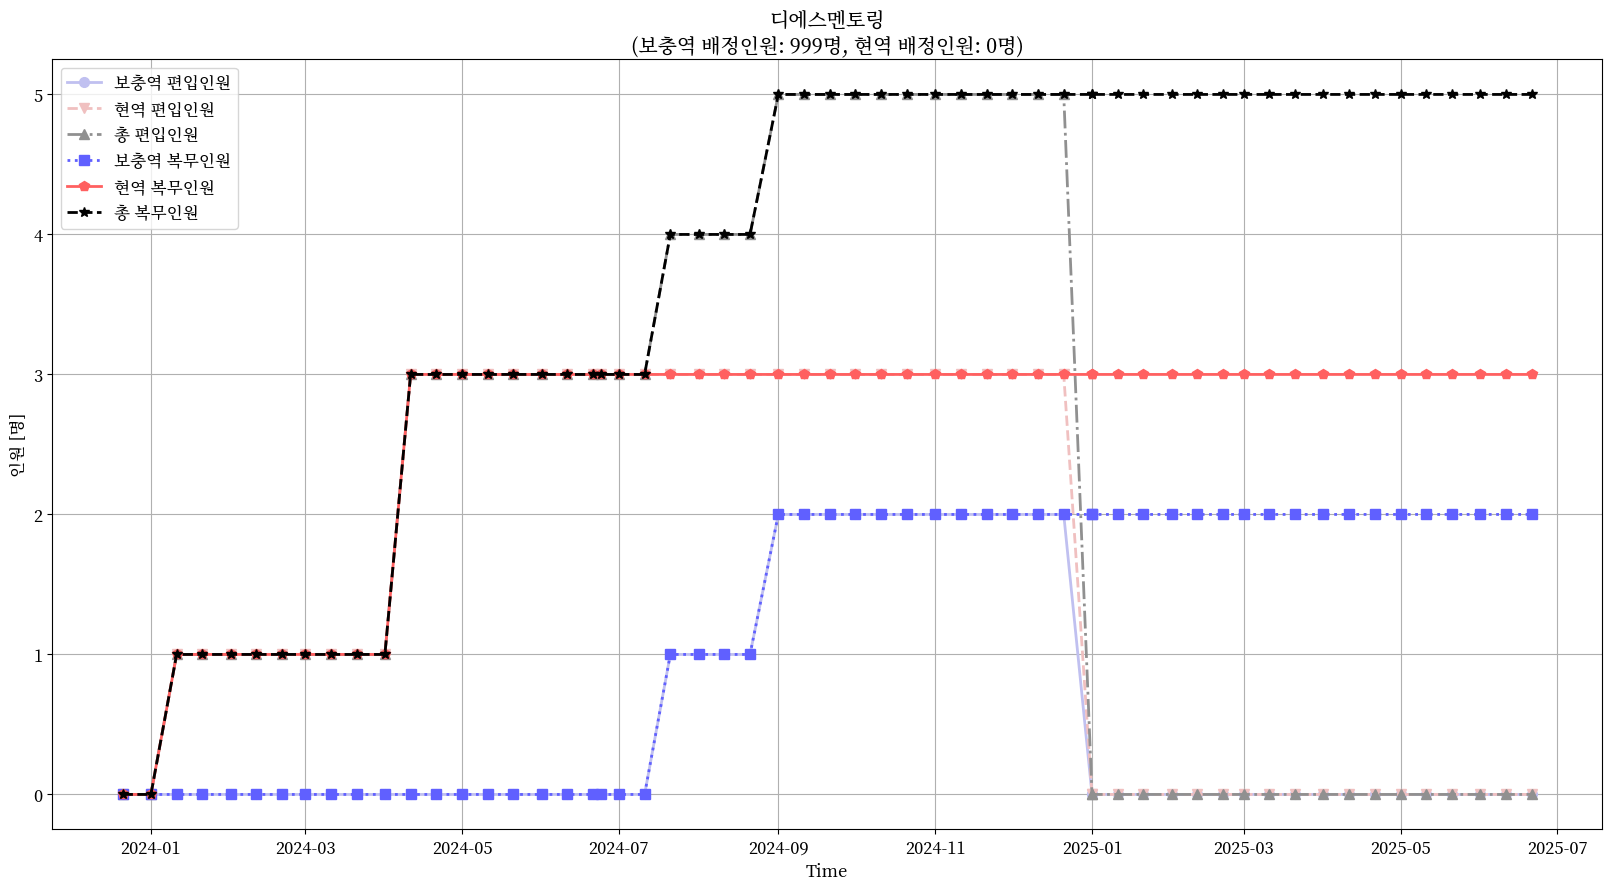 디에스멘토링
(보충역 배정인원: 999명, 현역 배정인원: 0명)
보충역 편입인원
현역 편입인원
총 편입인원
보충역 복무인원
현역 복무인원
총 복무인원
5
4
3
2
1
0
인원 [명]
2024-01 2024-03 2024-05 2024-07 2024-09 2024-11 2025-01 2025-03 2025-05 2025-07
Time